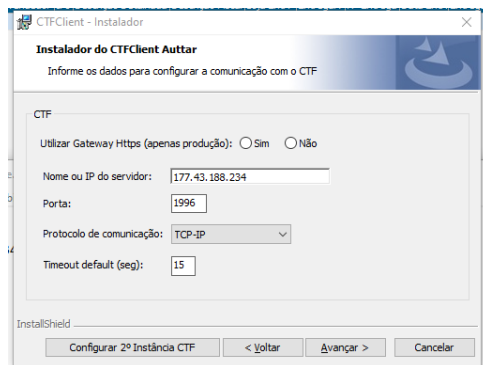 CTFClient - Instalador
Instalador do CTFClient Auttar
Informe os dados para configurar a comunicação com o CTF
CTF
Utilizar Gateway Https (apenas produção): Sim Não
Nome ou IP do servidor: 177.43.188.234
Porta: 1996
Protocolo de comunicação: TCP-IP
Timeout default (seg): 15
InstallShield
Configurar 2º Instância CTF < Voltar Avançar > Cancelar